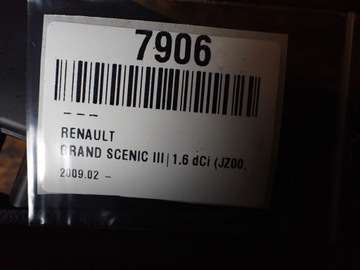 7906
– – –
RENAULT
GRAND SCENIC III | 1.6 dCi (JZ00,
2009.02 –